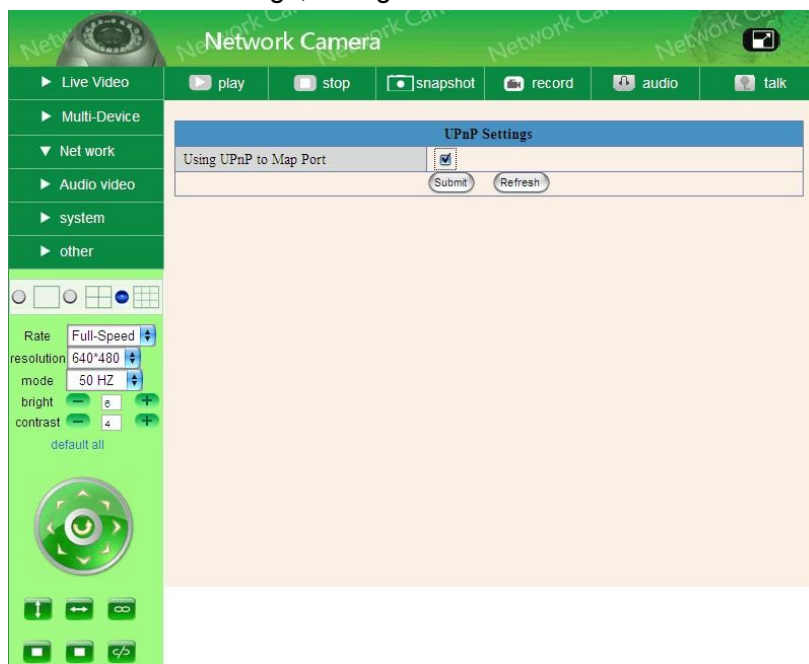 Network Camera
Live Video
play
stop
snapshot
record
audio
talk
Multi-Device
Net work
Audio video
system
other
UPnP Settings
Using UPnP to Map Port
Submit
Refresh
Rate Full-Speed
resolution 640*480
mode 50 HZ
bright 6
contrast 4
default all